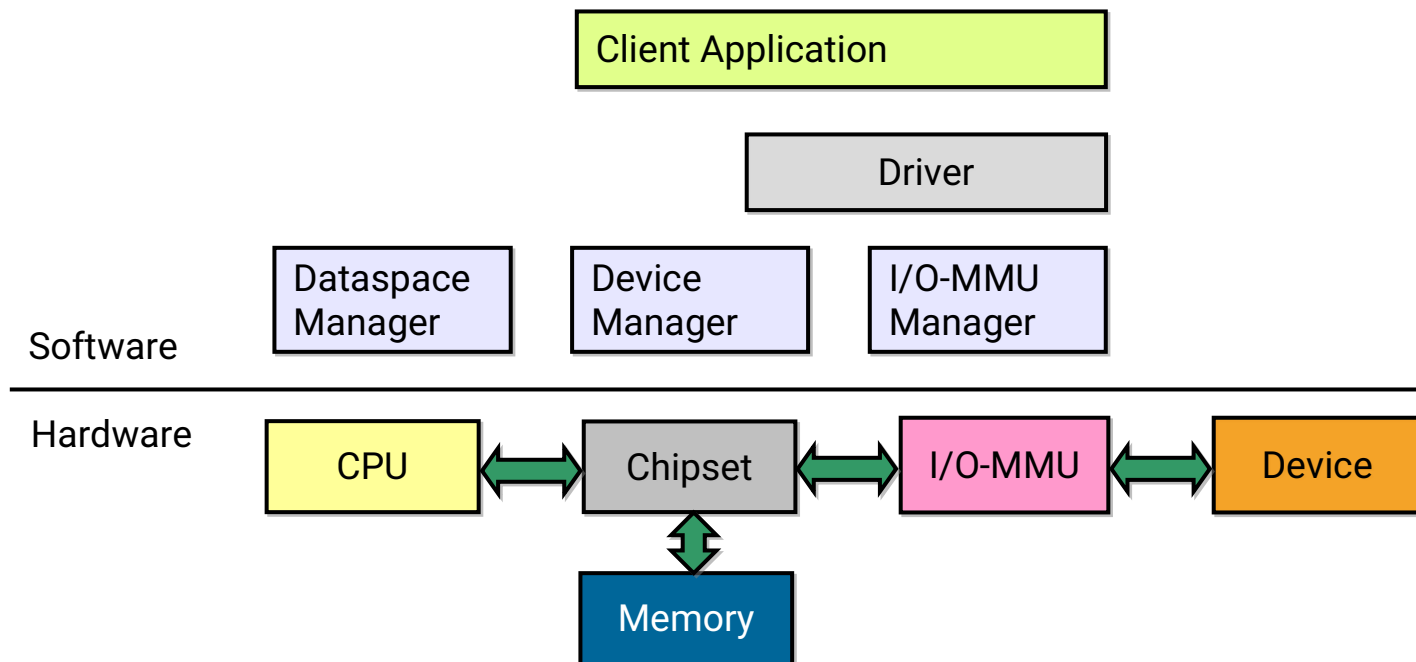 Client Application
Driver
Dataspace
Manager
Device
Manager
I/O-MMU
Manager
Software
Hardware
CPU
Chipset
I/O-MMU
Device
Memory